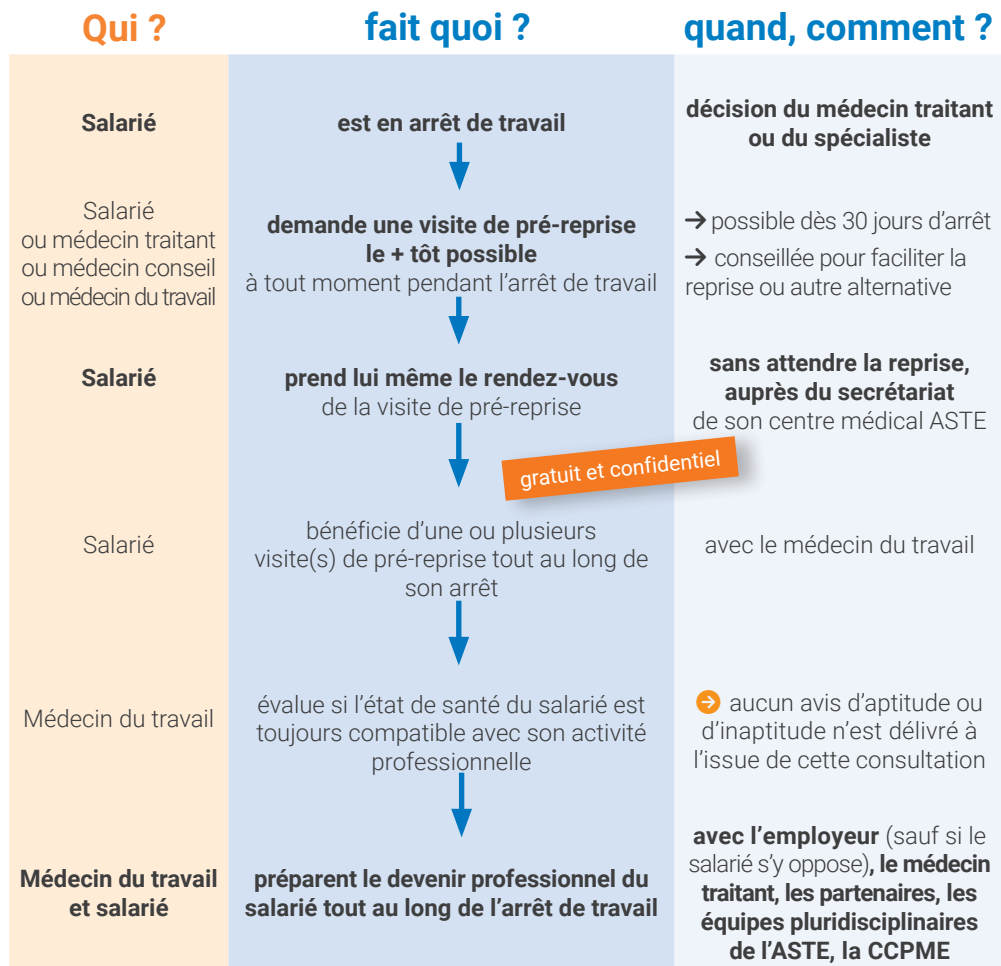 Qui ?
fait quoi ?
quand, comment ?
Salarié
est en arrêt de travail
décision du médecin traitant
ou du spécialiste
Salarié
ou médecin traitant
ou médecin conseil
ou médecin du travail
demande une visite de pré-reprise
le + tôt possible
à tout moment pendant l'arrêt de travail
→ possible dès 30 jours d'arrêt
→ conseillée pour faciliter la
reprise ou autre alternative
Salarié
prend lui même le rendez-vous
de la visite de pré-reprise
sans attendre la reprise,
auprès du secrétariat
de son centre médical ASTE
gratuit et confidentiel
Salarié
bénéficie d'une ou plusieurs
visite(s) de pré-reprise tout au long de
son arrêt
avec le médecin du travail
Médecin du travail
évalue si l'état de santé du salarié est
toujours compatible avec son activité
professionnelle
→ aucun avis d'aptitude ou
d'inaptitude n'est délivré à
l'issue de cette consultation
Médecin du travail
et salarié
préparent le devenir professionnel du
salarié tout au long de l'arrêt de travail
avec l'employeur (sauf si le
salarié s'y oppose), le médecin
traitant, les partenaires, les
équipes pluridisciplinaires
de l'ASTE, la CCPME